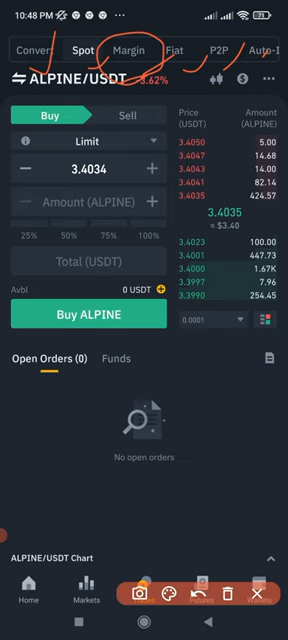 10:48 PM
71
Convert Spot Margin Fiat P2P Auto-I
ALPINE/USDT -3.62%
Buy Sell
Limit
3.4034
Amount (ALPINE)
25% 50% 75% 100%
Total (USDT)
Avbl 0 USDT
Buy ALPINE
Price (USDT) Amount (ALPINE)
3.4050 5.00
3.4047 14.68
3.4043 14.00
3.4041 82.14
3.4035 424.57
3.4035
≈ $3.40
3.4023 100.00
3.4001 447.73
3.4000 1.67K
3.3997 7.96
3.3990 254.45
0.0001
Open Orders (0) Funds
No open orders
ALPINE/USDT Chart
Home Markets Trades Futures Wallets